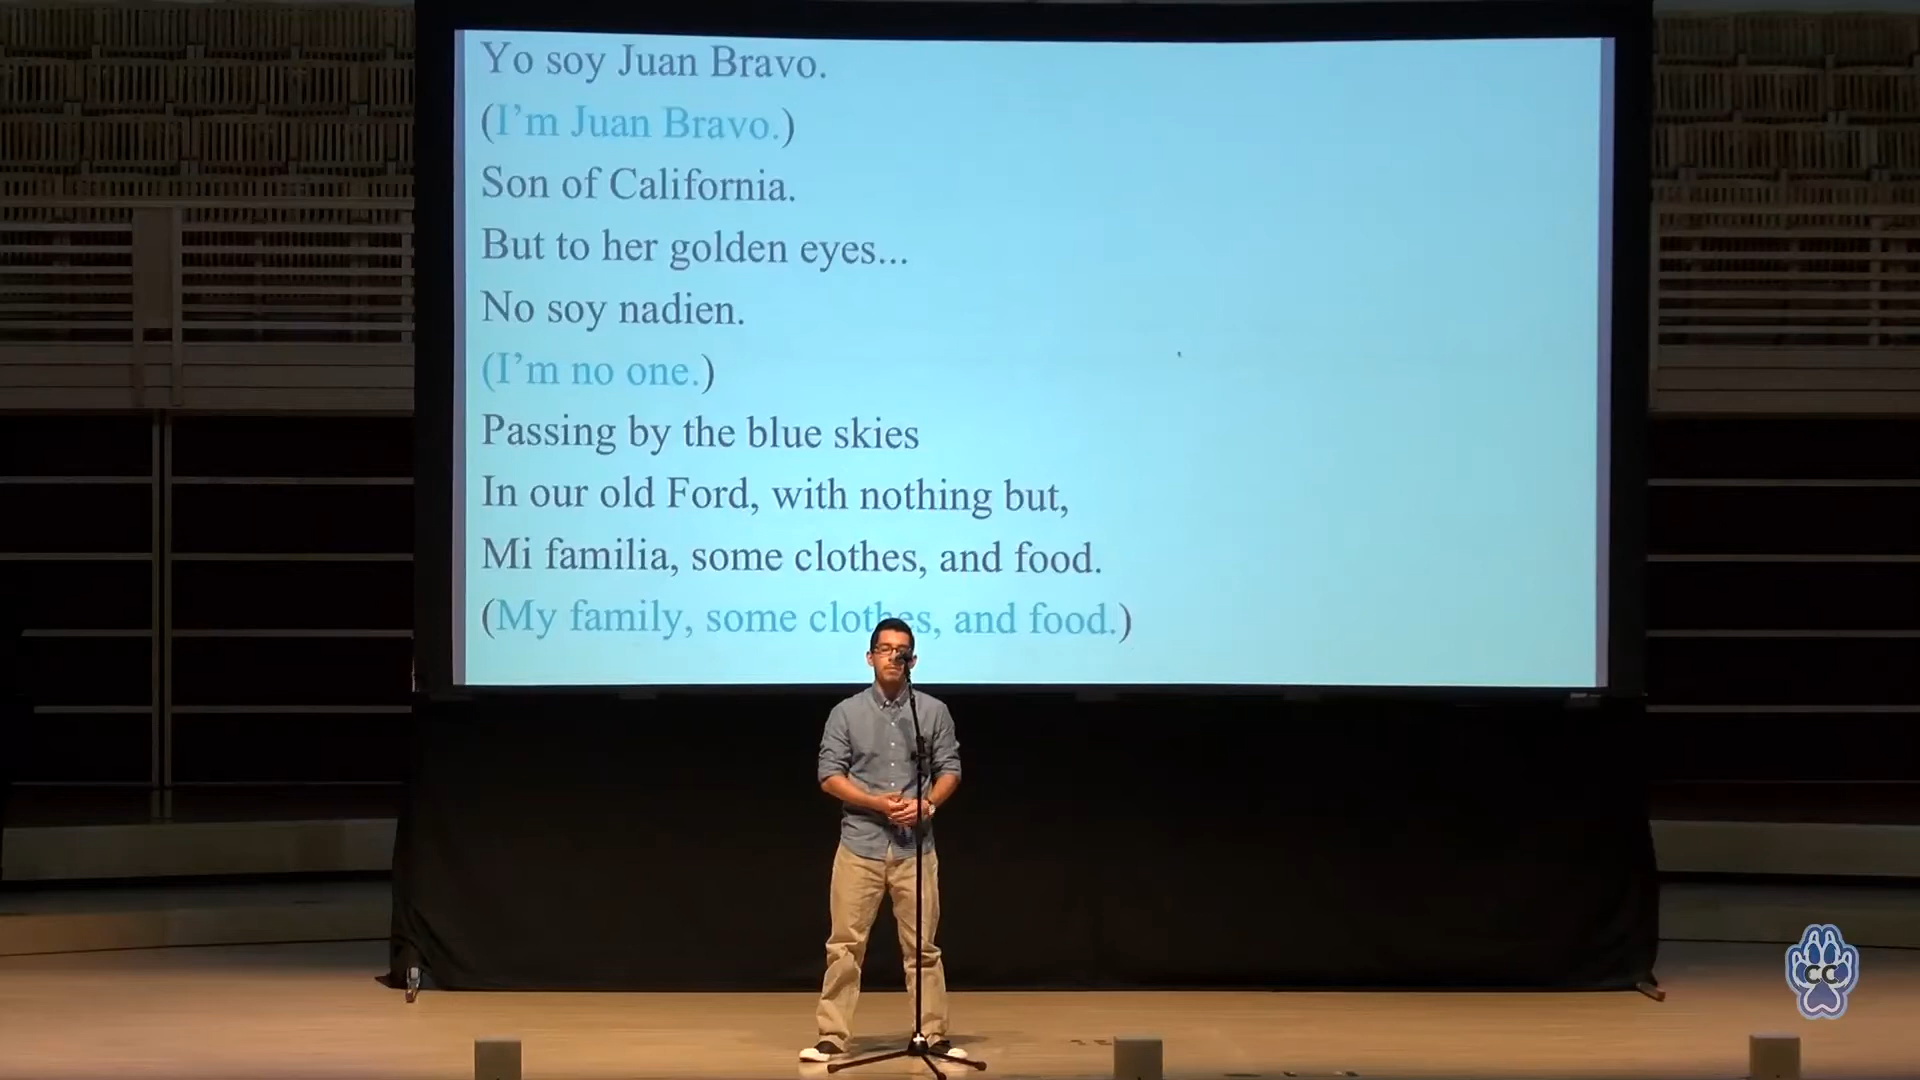 Yo soy Juan Bravo.
(I'm Juan Bravo.)
Son of California.
But to her golden eyes...
No soy nadien.
(I'm no one.)
Passing by the blue skies
In our old Ford, with nothing but,
Mi familia, some clothes, and food.
(My family, some clothes, and food.)
CC